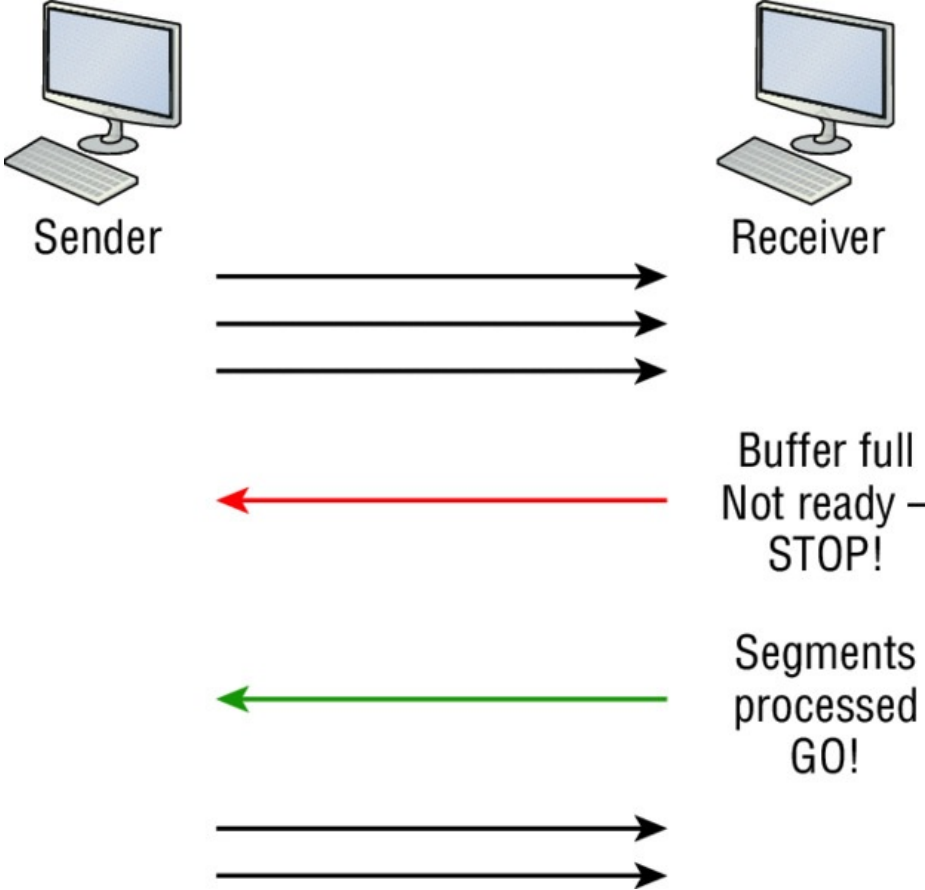 Sender
Receiver
Buffer full
Not ready –
STOP!
Segments
processed
GO!